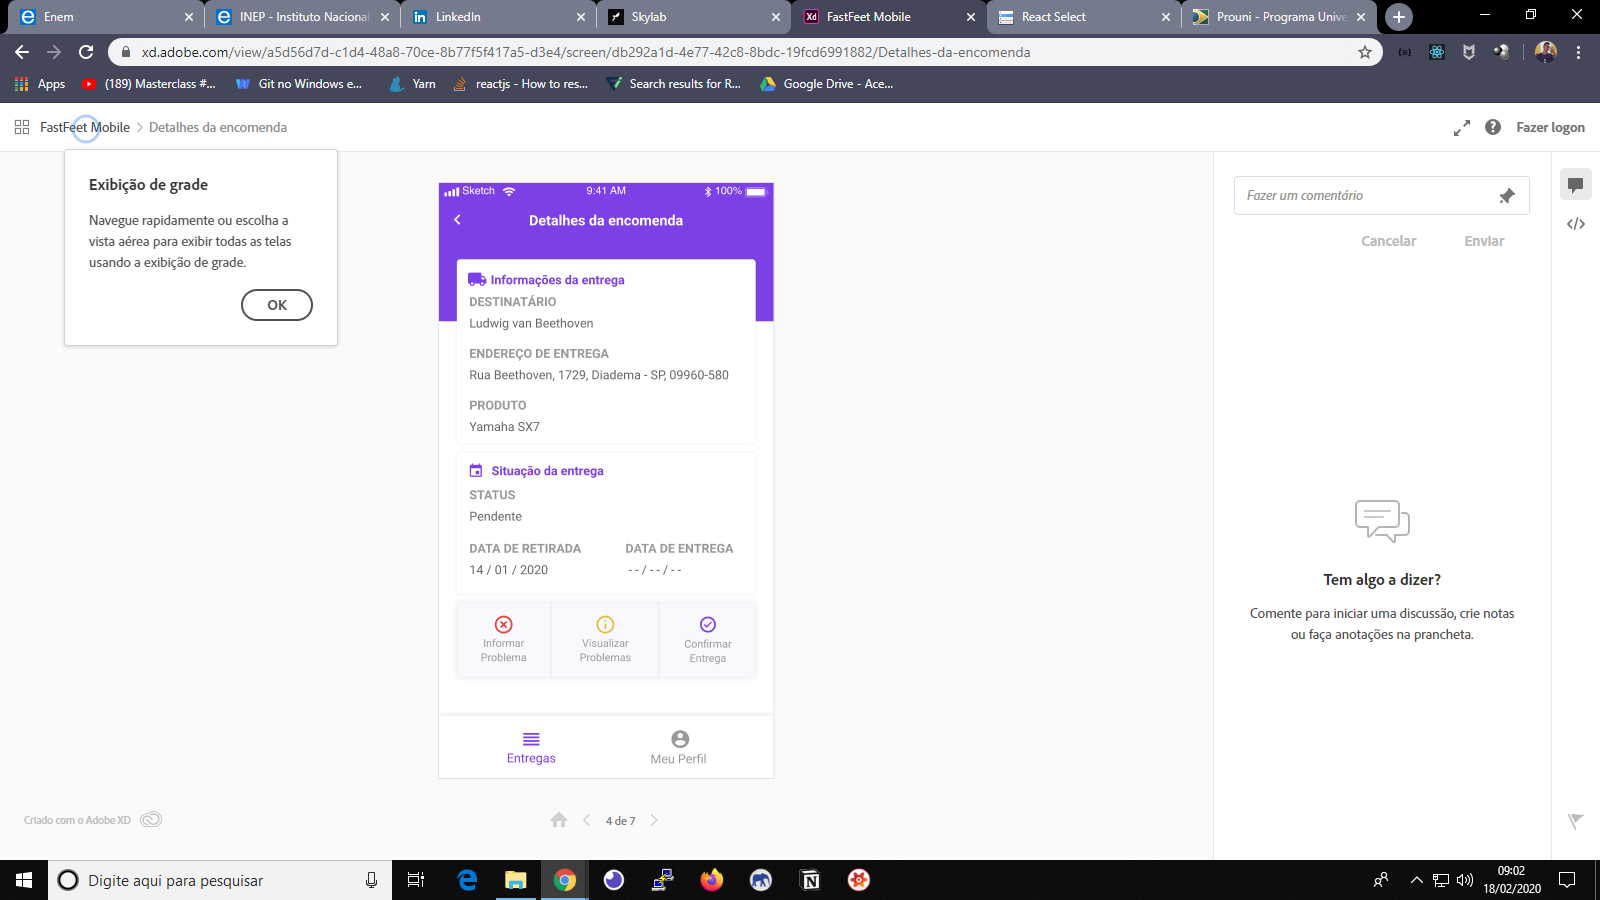 Enem
INEP - Instituto Nacional
LinkedIn
Skylab
FastFeet Mobile
React Select
Prouni - Programa Unive
xd.adobe.com/view/a5d56d7d-c1d4-48a8-70ce-8b77f5f417a5-d3e4/screen/db292a1d-4e77-42c8-8bdc-19fcd6991882/Detalhes-da-encomenda
Apps
(189) Masterclass #...
Git no Windows e...
Yarn
reactjs - How to res...
Search results for R...
Google Drive - Ace...
FastFeet Mobile
Detalhes da encomenda
Fazer logon
Exibição de grade
Navegue rapidamente ou escolha a
vista aérea para exibir todas as telas
usando a exibição de grade.
OK
Sketch
9:41 AM
100%
Detalhes da encomenda
Informações da entrega
DESTINATÁRIO
Ludwig van Beethoven
ENDEREÇO DE ENTREGA
Rua Beethoven, 1729, Diadema - SP, 09960-580
PRODUTO
Yamaha SX7
Situação da entrega
STATUS
Pendente
DATA DE RETIRADA
DATA DE ENTREGA
14 / 01 / 2020
- - / - - / - -
Informar
Problema
Visualizar
Problemas
Confirmar
Entrega
Entregas
Meu Perfil
Criado com o Adobe XD
4 de 7
Fazer um comentário
Cancelar
Enviar
Tem algo a dizer?
Comente para iniciar uma discussão, crie notas
ou faça anotações na prancheta.
Digite aqui para pesquisar
09:02
18/02/2020